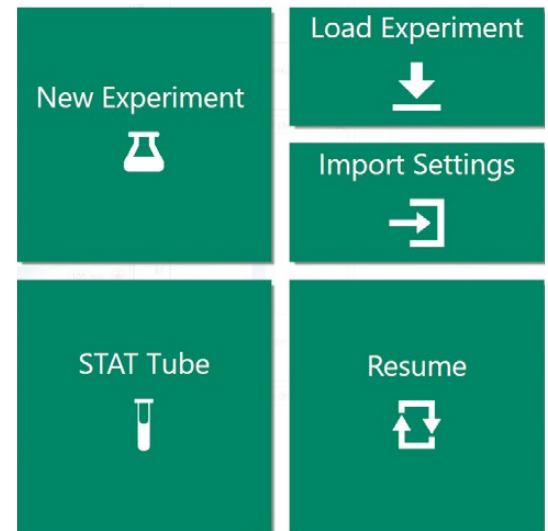 New Experiment
Load Experiment
Import Settings
STAT Tube
Resume